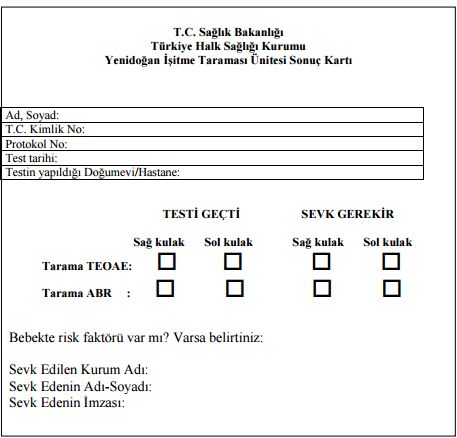 T.C. Sağlık Bakanlığı
Türkiye Halk Sağlığı Kurumu
Yenidoğan İşitme Taraması Ünitesi Sonuç Kartı
Ad, Soyad:
T.C. Kimlik No:
Protokol No:
Test tarihi:
Testin yapıldığı Doğumevi/Hastane:
TESTİ GEÇTİ SEVK GEREKİR
Sağ kulak Sol kulak Sağ kulak Sol kulak
Tarama TEOAE: ☐ ☐ ☐ ☐
Tarama ABR : ☐ ☐ ☐ ☐
Bebekte risk faktörü var mı? Varsa belirtiniz:
Sevk Edilen Kurum Adı:
Sevk Edenin Adı-Soyadı:
Sevk Edenin İmzası: